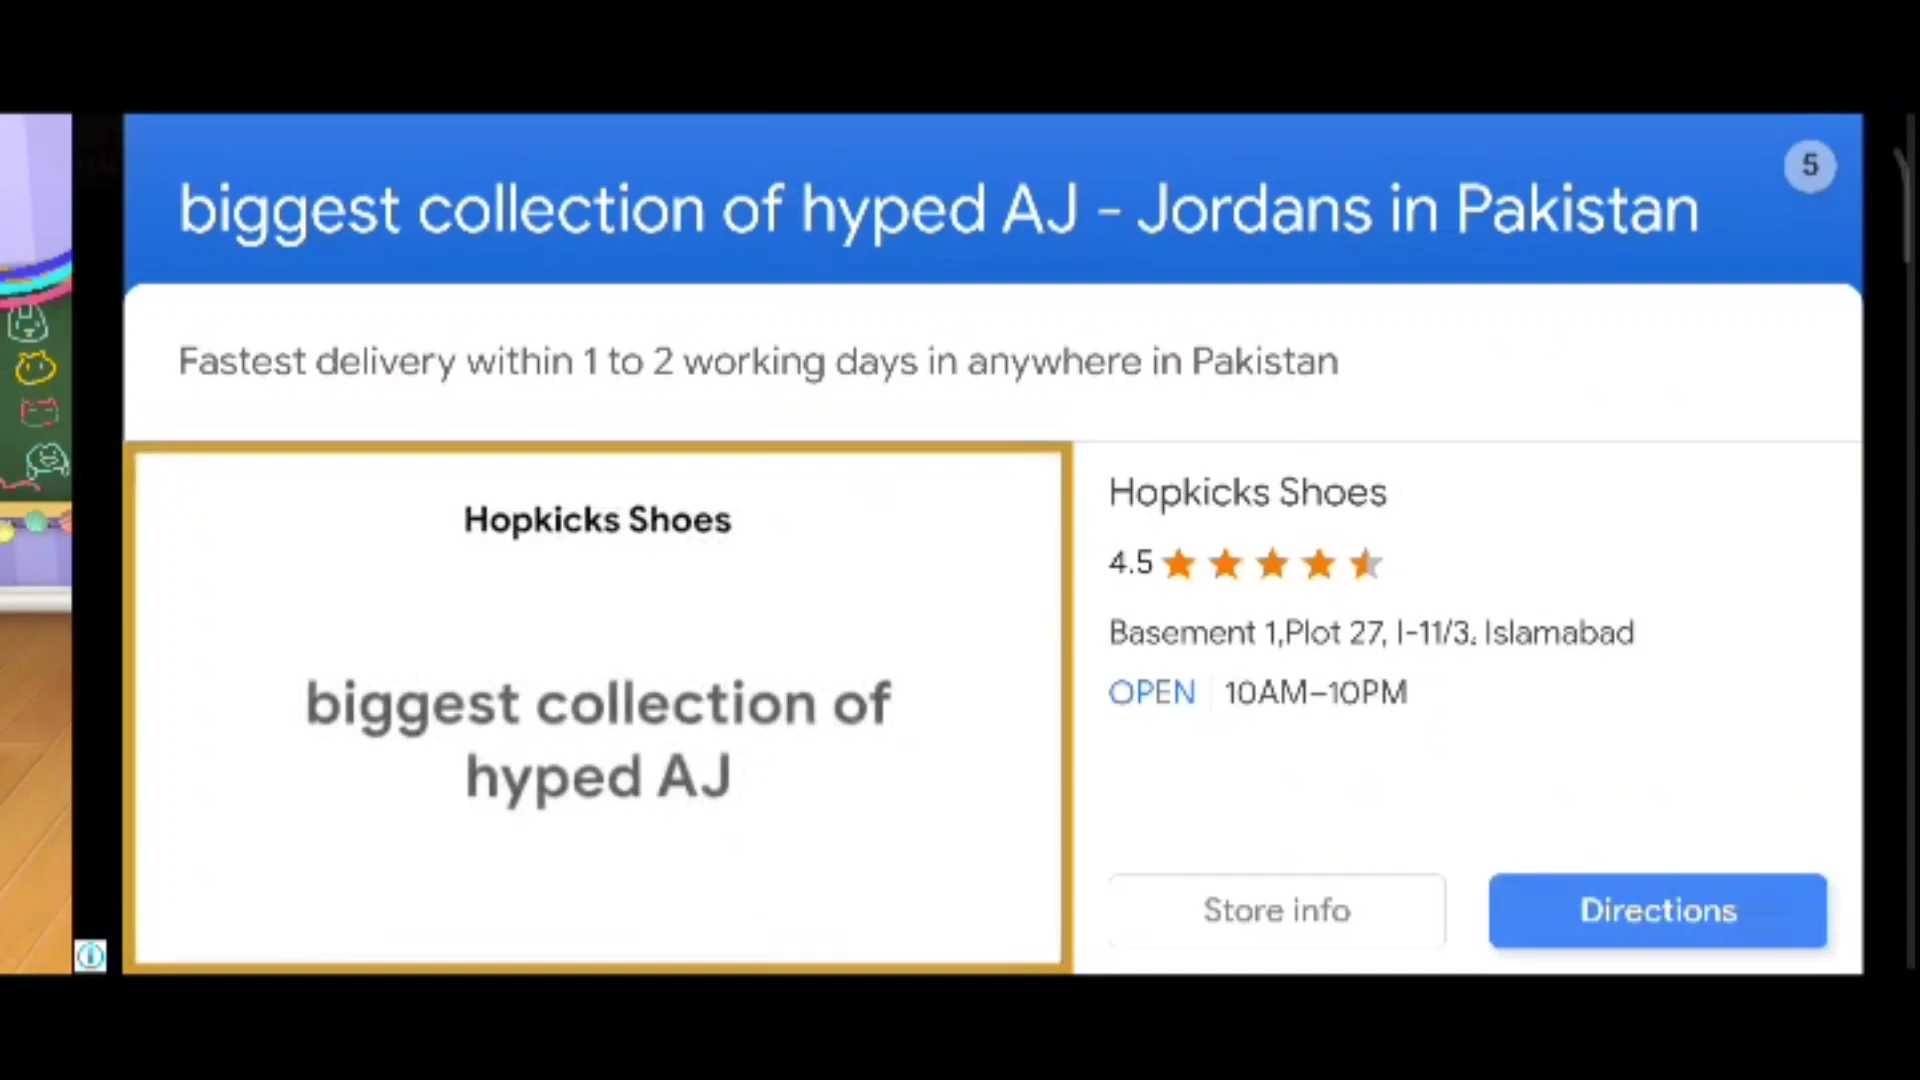 biggest collection of hyped AJ - Jordans in Pakistan
5
Fastest delivery within 1 to 2 working days in anywhere in Pakistan
Hopkicks Shoes
biggest collection of
hyped AJ
Hopkicks Shoes
4.5
Basement 1,Plot 27, I-11/3, Islamabad
OPEN 10AM–10PM
Store info
Directions